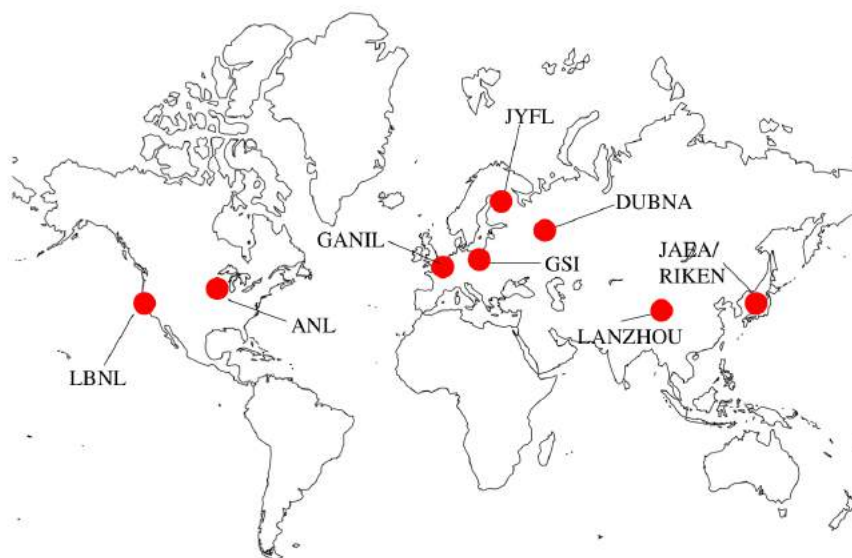 JYFL
DUBNA
GANIL
GSI
JAEA/
RIKEN
ANL
LANZHOU
LBNL